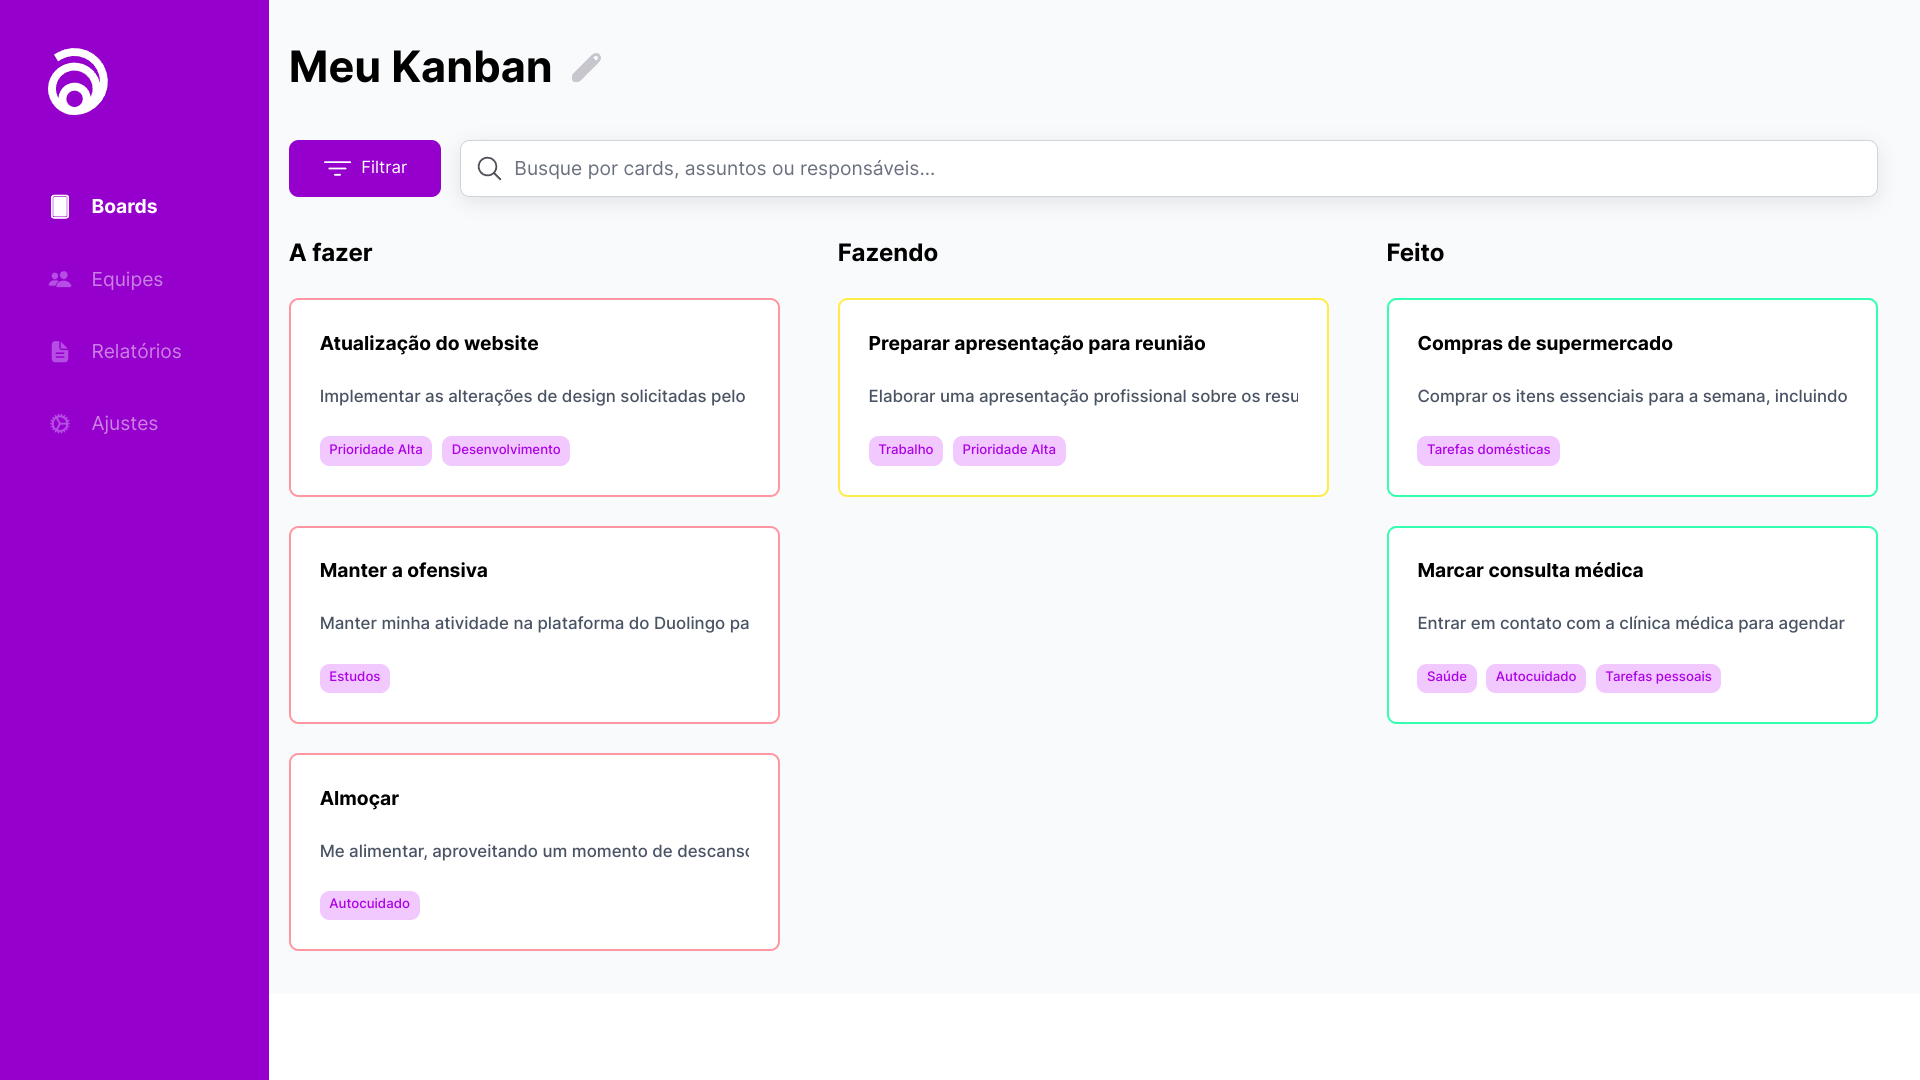 Meu Kanban
Boards
Equipes
Relatórios
Ajustes
Filtrar
Busque por cards, assuntos ou responsáveis...
A fazer
Atualização do website
Implementar as alterações de design solicitadas pelo
Prioridade Alta
Desenvolvimento
Manter a ofensiva
Manter minha atividade na plataforma do Duolingo pa
Estudos
Almoçar
Me alimentar, aproveitando um momento de descanso
Autocuidado
Fazendo
Preparar apresentação para reunião
Elaborar uma apresentação profissional sobre os resu
Trabalho
Prioridade Alta
Feito
Compras de supermercado
Comprar os itens essenciais para a semana, incluindo
Tarefas domésticas
Marcar consulta médica
Entrar em contato com a clínica médica para agendar
Saúde
Autocuidado
Tarefas pessoais